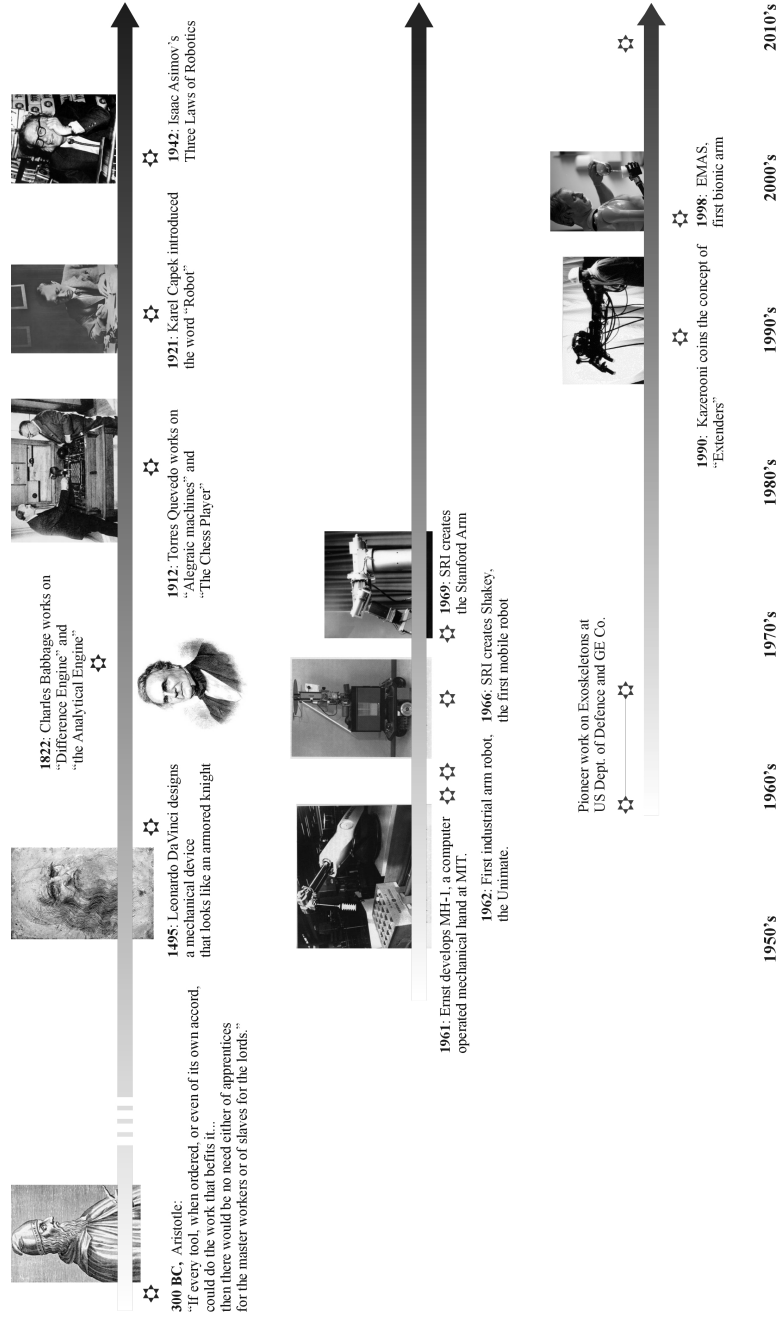 300 BC, Aristotle:
“If every tool, when ordered, or even of its own accord,
could do the work that befits it...
then there would be no need either of apprentices
for the master workers or of slaves for the lords.”
1495: Leonardo DaVinci designs
a mechanical device
that looks like an armored knight
1822: Charles Babbage works on
“Difference Engine” and
“the Analytical Engine”
1912: Torres Quevedo works on
“Alegraic machines” and
“The Chess Player”
1921: Karel Capek introduced
the word “Robot”
1942: Isaac Asimov’s
Three Laws of Robotics
1961: Ernst develops MH-1, a computer
operated mechanical hand at MIT.
1962: First industrial arm robot,
the Unimate.
1966: SRI creates Shakey,
the first mobile robot
1969: SRI creates
the Stanford Arm
Pioneer work on Exoskeletons at
US Dept. of Defence and GE Co.
1990: Kazerooni coins the concept of
“Extenders”
1998: EMAS,
first bionic arm
1950’s 1960’s 1970’s 1980’s 1990’s 2000’s 2010’s